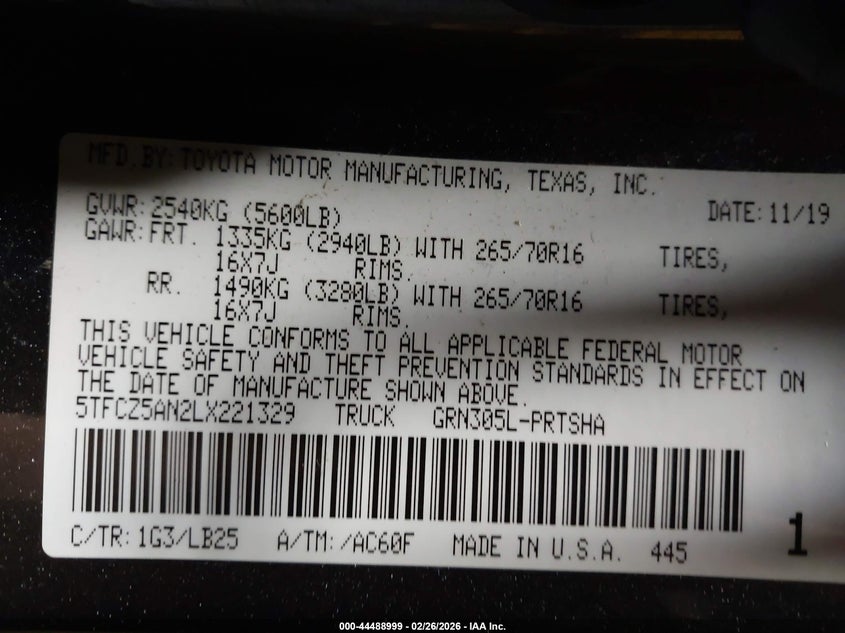 MFD. BY: TOYOTA MOTOR MANUFACTURING, TEXAS, INC.
GVWR: 2540KG (5600LB) DATE: 11/19
GAWR: FRT. 1335KG (2940LB) WITH 265/70R16 TIRES,
16X7J RIMS.
RR. 1490KG (3280LB) WITH 265/70R16 TIRES,
16X7J RIMS.
THIS VEHICLE CONFORMS TO ALL APPLICABLE FEDERAL MOTOR
VEHICLE SAFETY AND THEFT PREVENTION STANDARDS IN EFFECT ON
THE DATE OF MANUFACTURE SHOWN ABOVE.
5TFCZ5AN2LX221329 TRUCK GRN305L-PRTSHA
C/TR: 1G3/LB25 A/TM: /AC60F MADE IN U.S.A. 445 1
000-44488999 - 02/26/2026 - IAA Inc.